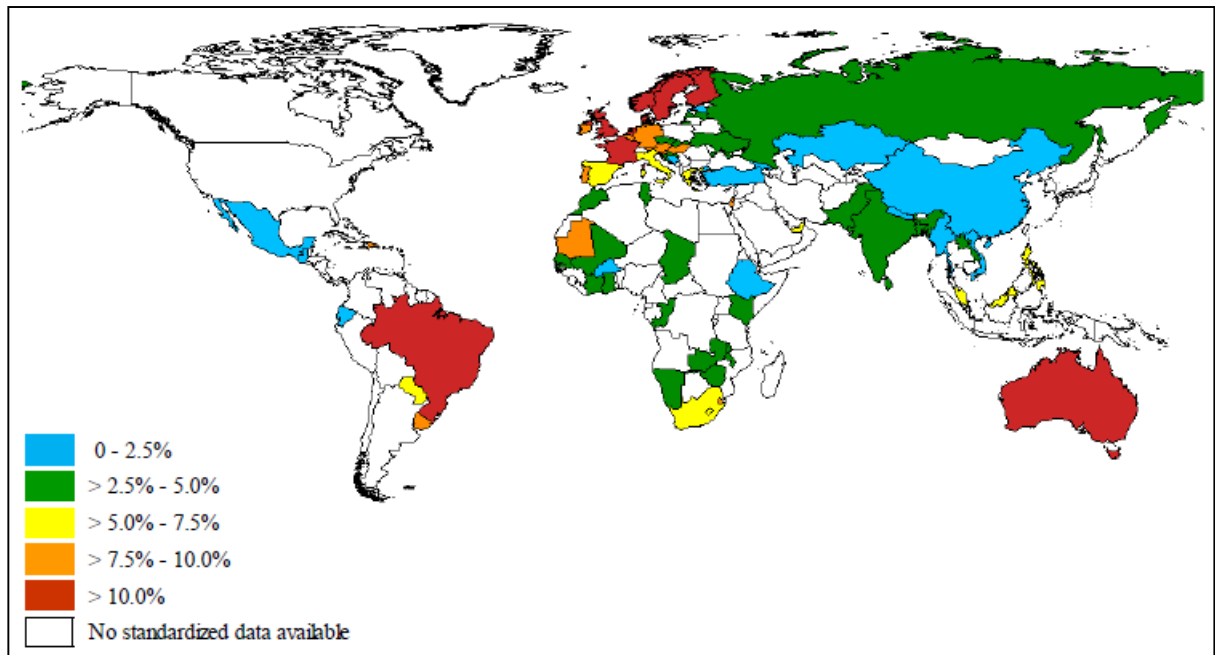 0 - 2.5%
> 2.5% - 5.0%
> 5.0% - 7.5%
> 7.5% - 10.0%
> 10.0%
No standardized data available